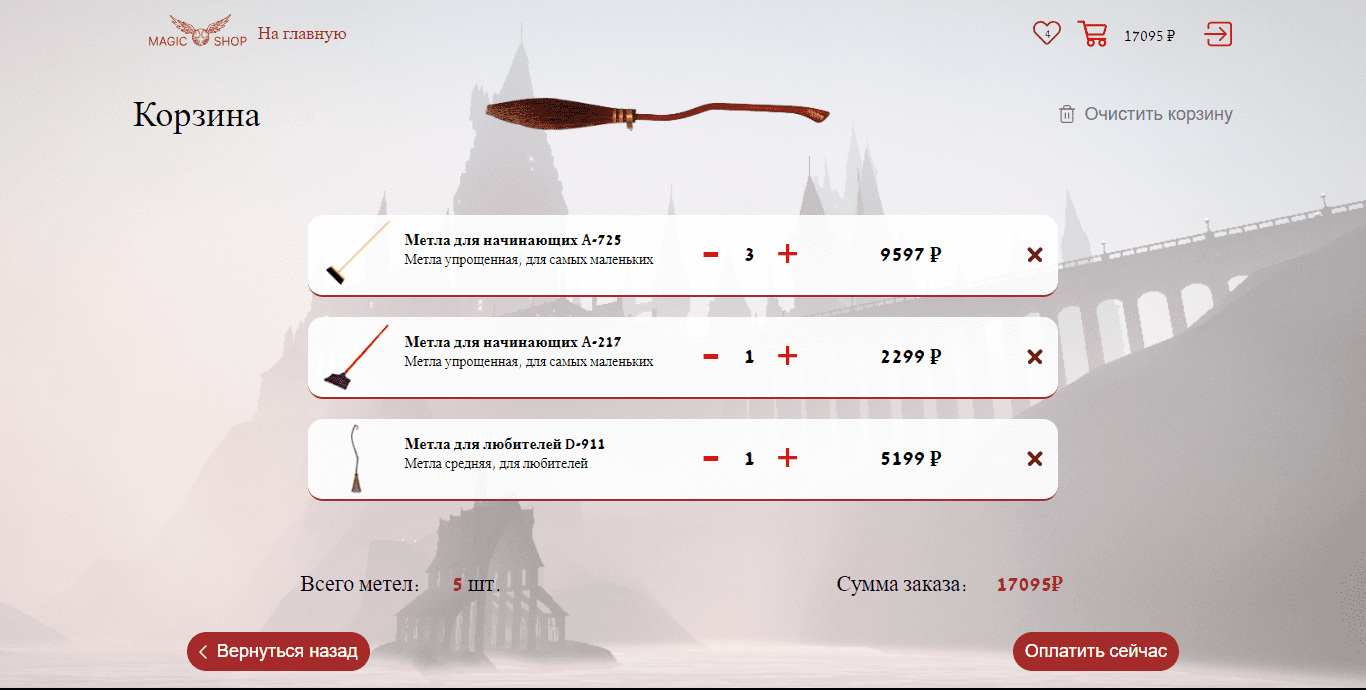 MAGIC SHOP На главную 4 17095 ₽
Корзина Очистить корзину
Метла для начинающих А-725
Метла упрощенная, для самых маленьких
3 9597 ₽
Метла для начинающих А-217
Метла упрощенная, для самых маленьких
1 2299 ₽
Метла для любителей D-911
Метла средняя, для любителей
1 5199 ₽
Всего метел: 5 шт. Сумма заказа: 17095₽
Вернуться назад Оплатить сейчас